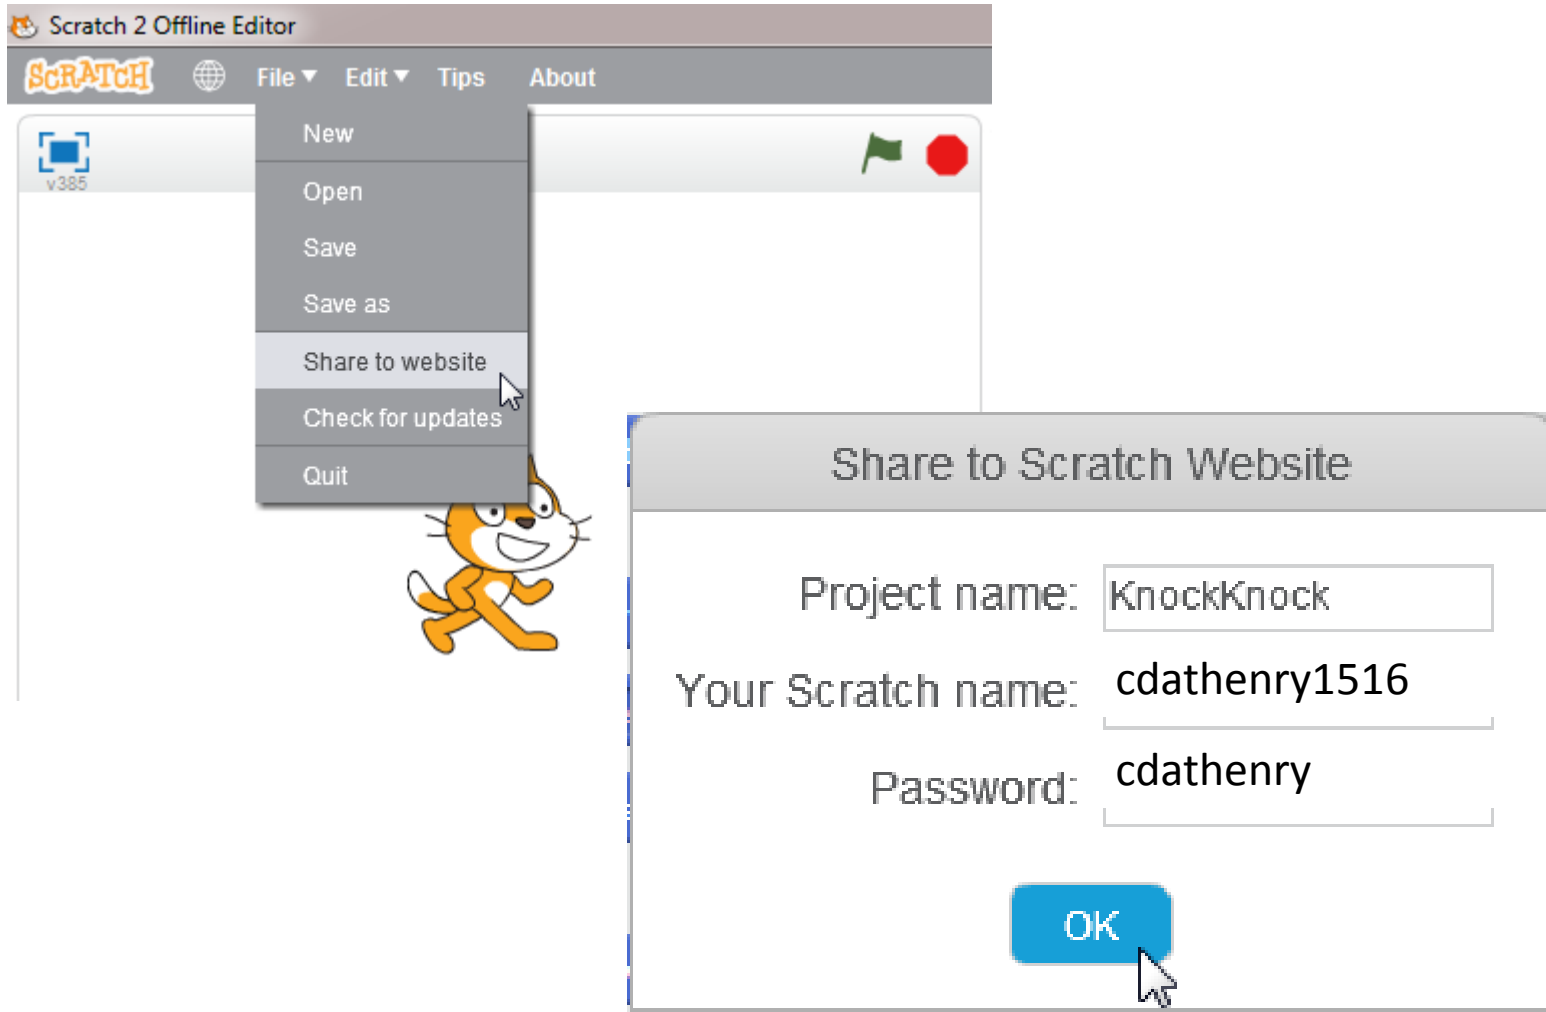 Scratch 2 Offline Editor
SCRATCH File Edit Tips About
v385
New
Open
Save
Save as
Share to website
Check for updates
Quit
Share to Scratch Website
Project name: KnockKnock
Your Scratch name: cdathenry1516
Password: cdathenry
OK